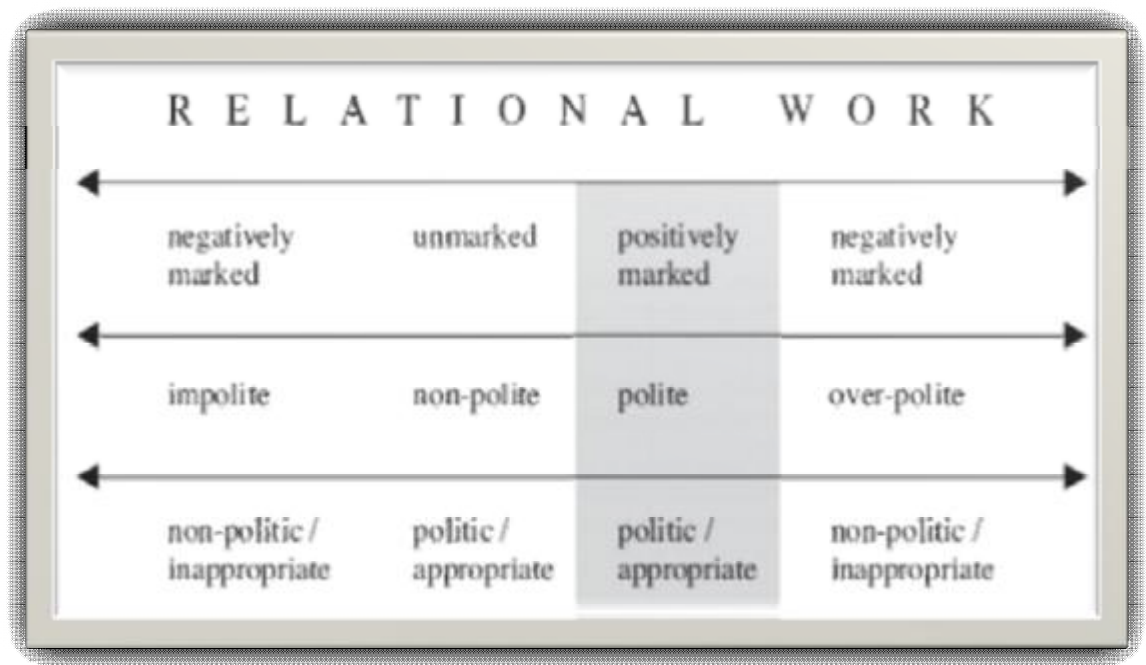 RELATIONAL WORK
negatively marked
unmarked
positively marked
negatively marked
impolite
non-polite
polite
over-polite
non-politic / inappropriate
politic / appropriate
politic / appropriate
non-politic / inappropriate